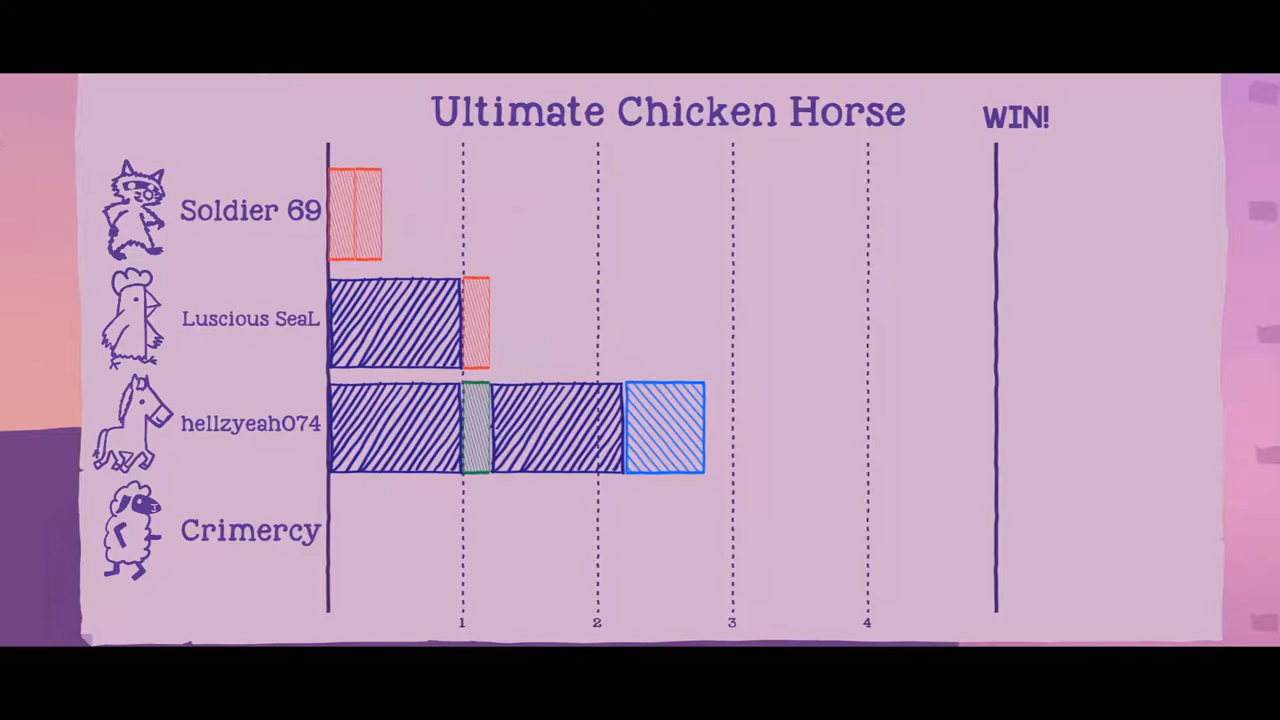 Ultimate Chicken Horse
WIN!
Soldier 69
Luscious SeaL
hellzyeah074
Crimercy
1 2 3 4